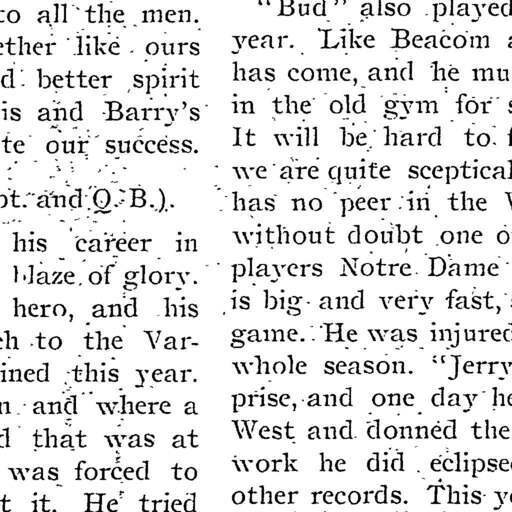 to all the men.
ether like ours
d better spirit
is and Barry's
te our success.
pt. and Q. B.).
his career in
blaze of glory.
hero, and his
ch to the Var-
ined this year.
n and where a
d that was at
was forced to
t it. He tried
"Bud" also played
year. Like Beacom
has come, and he mu
in the old gym for s
It will be hard to f
we are quite sceptical
has no peer in the
without doubt one o
players Notre Dame
is big and very fast,
game. He was injured
whole season. "Jerry
prise, and one day he
West and donned the
work he did eclipse
other records. This y